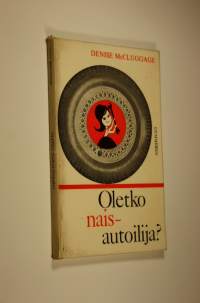 DENISE McCLUGGAGE
Oletko
nais-
autoilija?